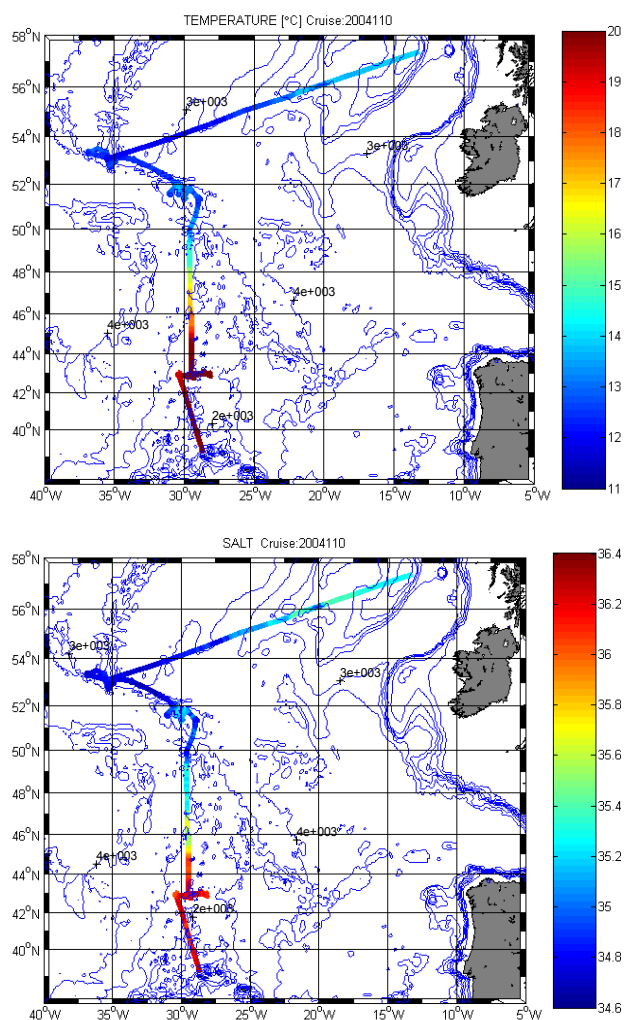 TEMPERATURE [°C] Cruise:2004110
58°N
56°N
54°N
52°N
50°N
48°N
46°N
44°N
42°N
40°N
40°W 35°W 30°W 25°W 20°W 15°W 10°W 5°W
3e+003
3e+003
4e+003
4e+003
2e+003
20
19
18
17
16
15
14
13
12
11
SALT Cruise:2004110
58°N
56°N
54°N
52°N
50°N
48°N
46°N
44°N
42°N
40°N
40°W 35°W 30°W 25°W 20°W 15°W 10°W 5°W
3e+003
3e+003
4e+003
4e+003
2e+003
36.4
36.2
36
35.8
35.6
35.4
35.2
35
34.8
34.6